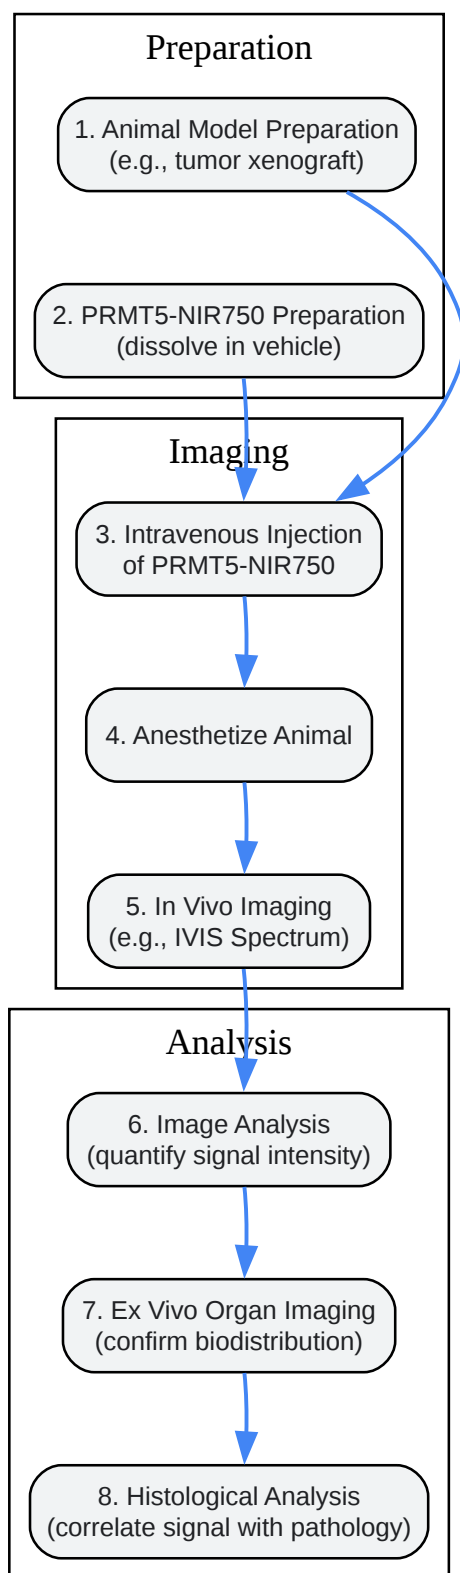 Preparation
1. Animal Model Preparation
(e.g., tumor xenograft)
2. PRMT5-NIR750 Preparation
(dissolve in vehicle)
Imaging
3. Intravenous Injection
of PRMT5-NIR750
4. Anesthetize Animal
5. In Vivo Imaging
(e.g., IVIS Spectrum)
Analysis
6. Image Analysis
(quantify signal intensity)
7. Ex Vivo Organ Imaging
(confirm biodistribution)
8. Histological Analysis
(correlate signal with pathology)